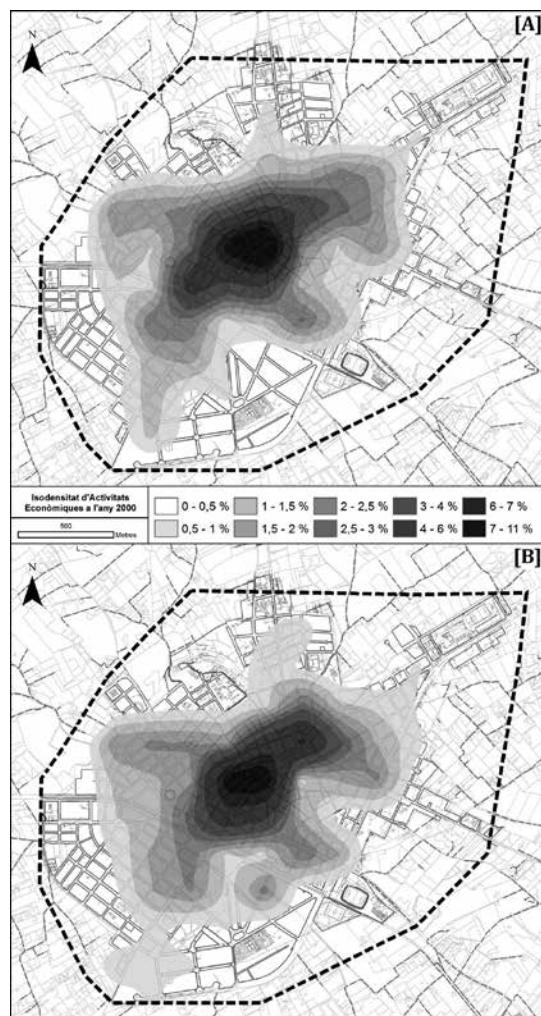 [A]
N
Isodensitat d'Activitats
Econòmiques a l'any 2000
500
Metres
0 - 0,5 %
1 - 1,5 %
2 - 2,5 %
3 - 4 %
6 - 7 %
0,5 - 1 %
1,5 - 2 %
2,5 - 3 %
4 - 6 %
7 - 11 %
[B]
N